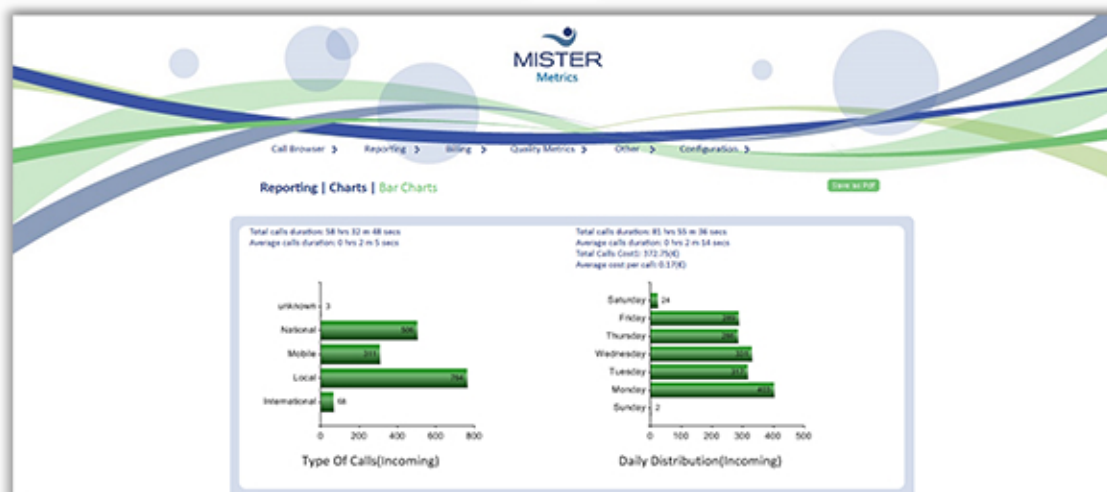 MISTER
Metrics
Call Browser > Reporting > Billing > Quality Metrics > Other > Configuration >
Reporting | Charts | Bar Charts
Save as Pdf
Total calls duration: 58 hrs 32 m 48 secs
Average calls duration: 0 hrs 2 m 5 secs
unknown 3
National
Mobile
Local 764
International 68
0 200 400 600 800
Type Of Calls(Incoming)
Total calls duration: 81 hrs 55 m 36 secs
Average calls duration: 0 hrs 2 m 14 secs
Total Calls Cost: 372.75(€)
Average cost per call: 0.17(€)
Saturday 24
Friday
Thursday
Wednesday
Tuesday 317
Monday 403
Sunday 2
0 100 200 300 400 500
Daily Distribution(Incoming)